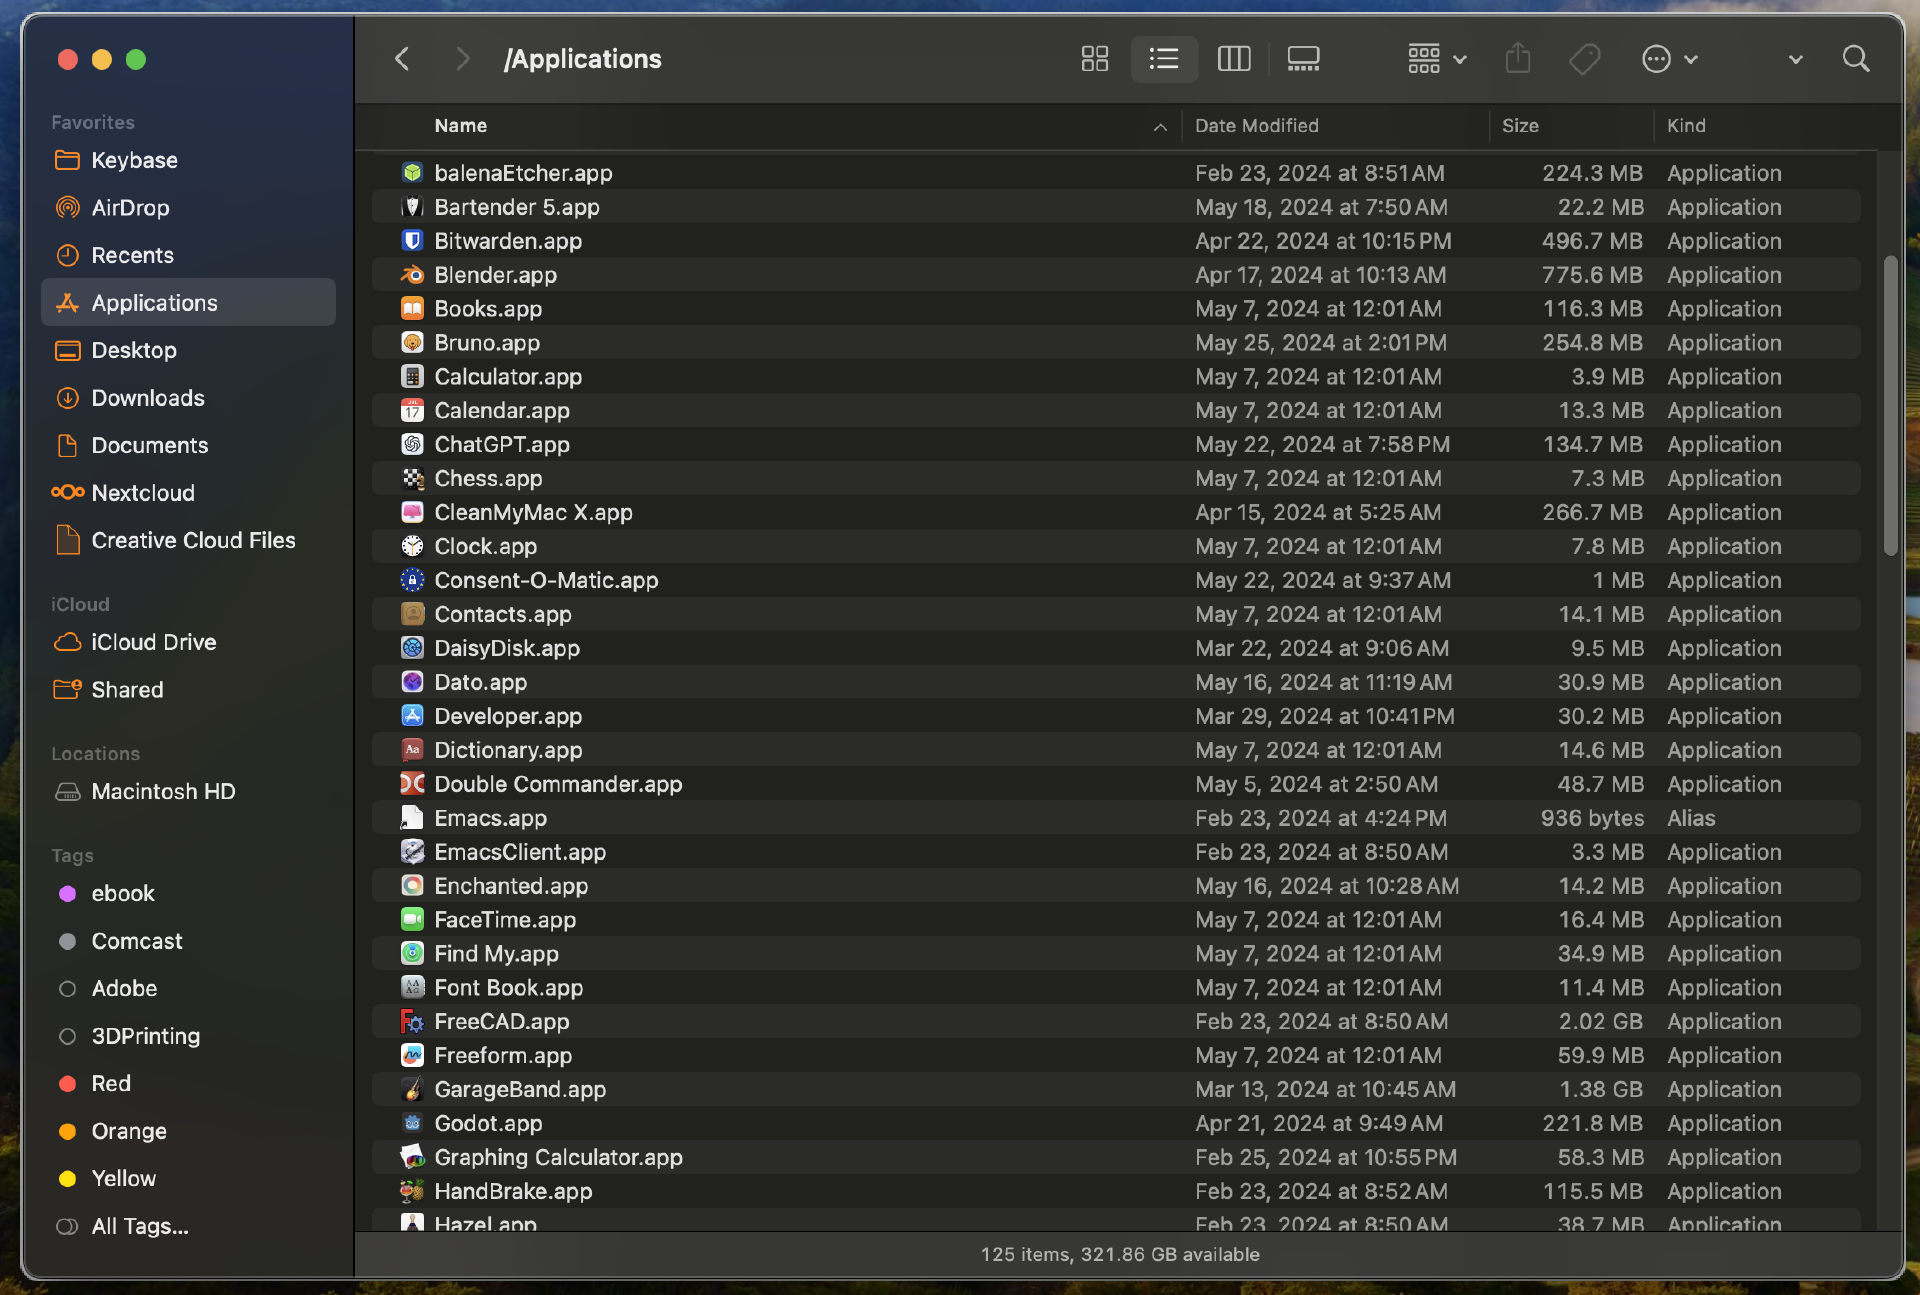 /Applications
Favorites
Keybase
AirDrop
Recents
Applications
Desktop
Downloads
Documents
Nextcloud
Creative Cloud Files
iCloud
iCloud Drive
Shared
Locations
Macintosh HD
Tags
ebook
Comcast
Adobe
3DPrinting
Red
Orange
Yellow
All Tags...
Name Date Modified Size Kind
balenaEtcher.app Feb 23, 2024 at 8:51 AM 224.3 MB Application
Bartender 5.app May 18, 2024 at 7:50 AM 22.2 MB Application
Bitwarden.app Apr 22, 2024 at 10:15 PM 496.7 MB Application
Blender.app Apr 17, 2024 at 10:13 AM 775.6 MB Application
Books.app May 7, 2024 at 12:01 AM 116.3 MB Application
Bruno.app May 25, 2024 at 2:01 PM 254.8 MB Application
Calculator.app May 7, 2024 at 12:01 AM 3.9 MB Application
Calendar.app May 7, 2024 at 12:01 AM 13.3 MB Application
ChatGPT.app May 22, 2024 at 7:58 PM 134.7 MB Application
Chess.app May 7, 2024 at 12:01 AM 7.3 MB Application
CleanMyMac X.app Apr 15, 2024 at 5:25 AM 266.7 MB Application
Clock.app May 7, 2024 at 12:01 AM 7.8 MB Application
Consent-O-Matic.app May 22, 2024 at 9:37 AM 1 MB Application
Contacts.app May 7, 2024 at 12:01 AM 14.1 MB Application
DaisyDisk.app Mar 22, 2024 at 9:06 AM 9.5 MB Application
Dato.app May 16, 2024 at 11:19 AM 30.9 MB Application
Developer.app Mar 29, 2024 at 10:41 PM 30.2 MB Application
Dictionary.app May 7, 2024 at 12:01 AM 14.6 MB Application
Double Commander.app May 5, 2024 at 2:50 AM 48.7 MB Application
Emacs.app Feb 23, 2024 at 4:24 PM 936 bytes Alias
EmacsClient.app Feb 23, 2024 at 8:50 AM 3.3 MB Application
Enchanted.app May 16, 2024 at 10:28 AM 14.2 MB Application
FaceTime.app May 7, 2024 at 12:01 AM 16.4 MB Application
Find My.app May 7, 2024 at 12:01 AM 34.9 MB Application
Font Book.app May 7, 2024 at 12:01 AM 11.4 MB Application
FreeCAD.app Feb 23, 2024 at 8:50 AM 2.02 GB Application
Freeform.app May 7, 2024 at 12:01 AM 59.9 MB Application
GarageBand.app Mar 13, 2024 at 10:45 AM 1.38 GB Application
Godot.app Apr 21, 2024 at 9:49 AM 221.8 MB Application
Graphing Calculator.app Feb 25, 2024 at 10:55 PM 58.3 MB Application
HandBrake.app Feb 23, 2024 at 8:52 AM 115.5 MB Application
Hazel.app Feb 23, 2024 at 8:50 AM 38.7 MB Application
125 items, 321.86 GB available